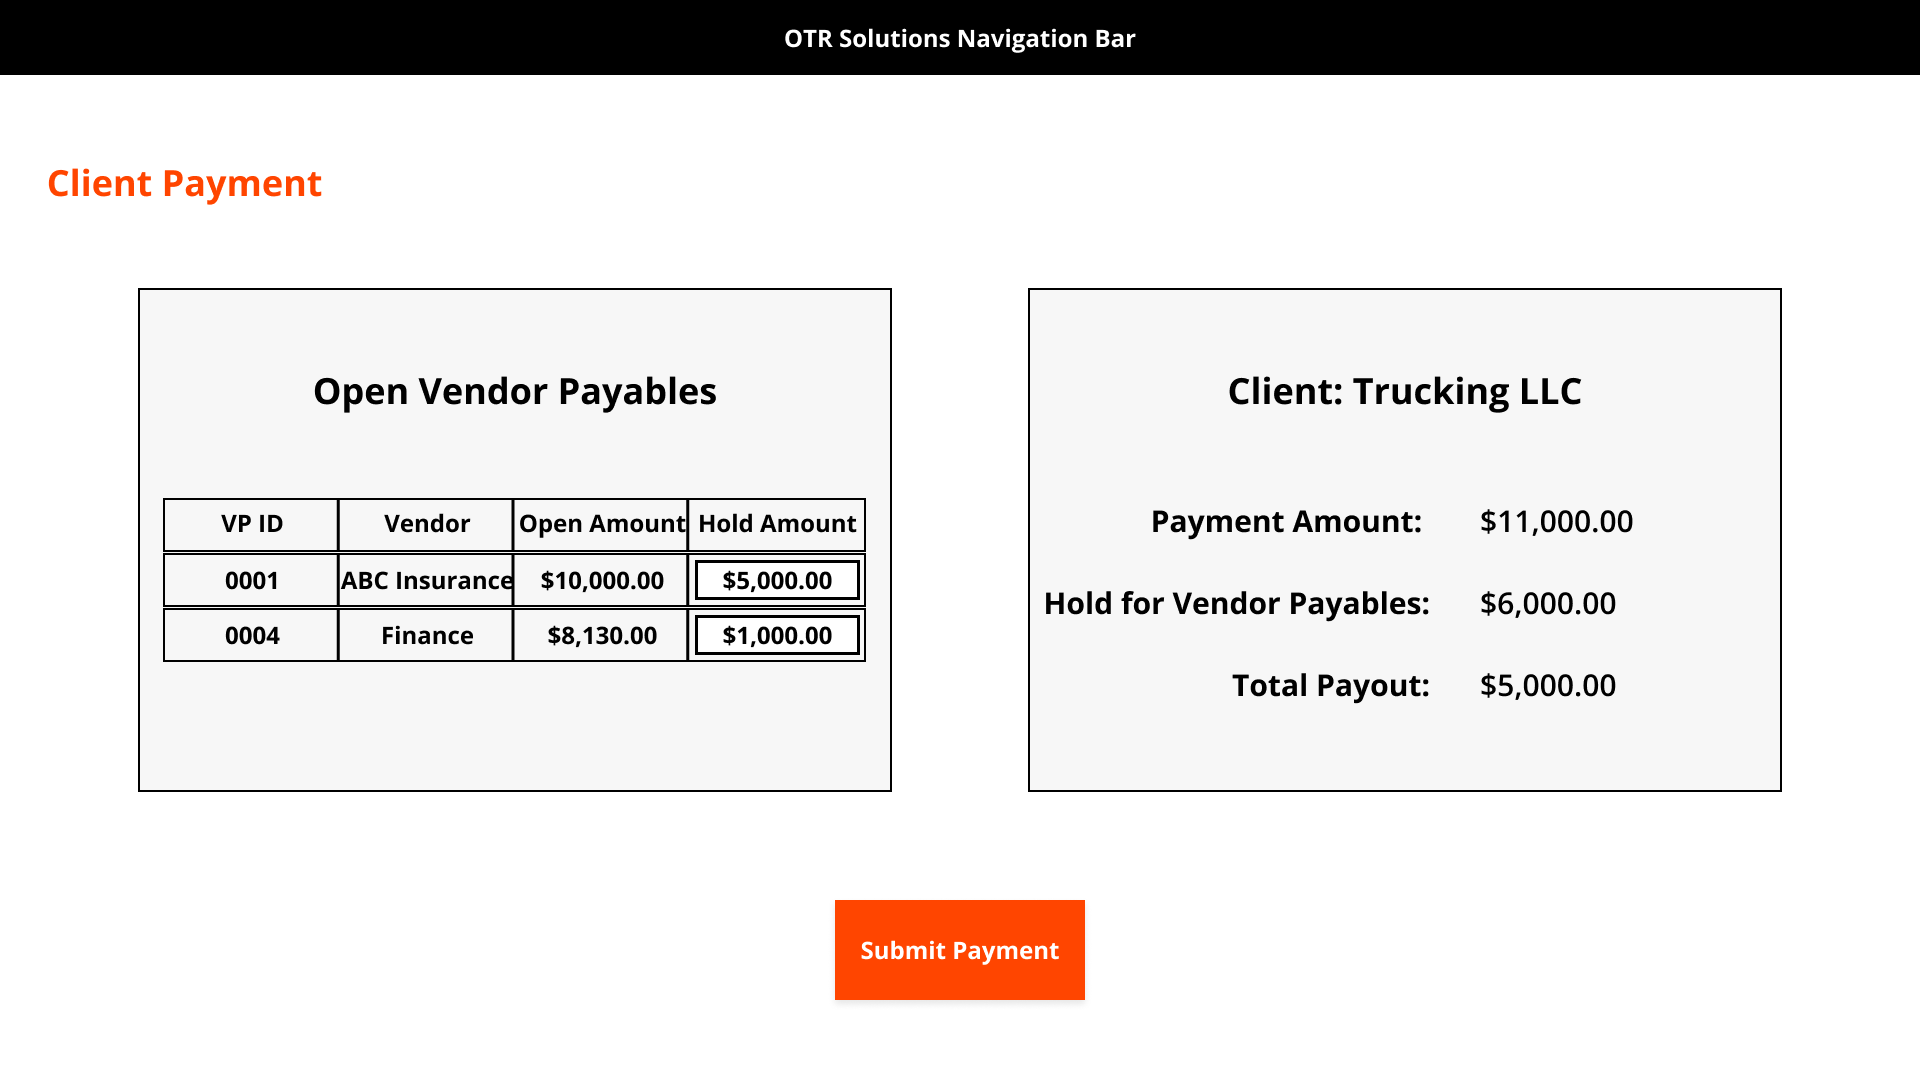 OTR Solutions Navigation Bar
Client Payment
Open Vendor Payables
VP ID Vendor Open Amount Hold Amount
0001 ABC Insurance $10,000.00 $5,000.00
0004 Finance $8,130.00 $1,000.00
Client: Trucking LLC
Payment Amount: $11,000.00
Hold for Vendor Payables: $6,000.00
Total Payout: $5,000.00
Submit Payment